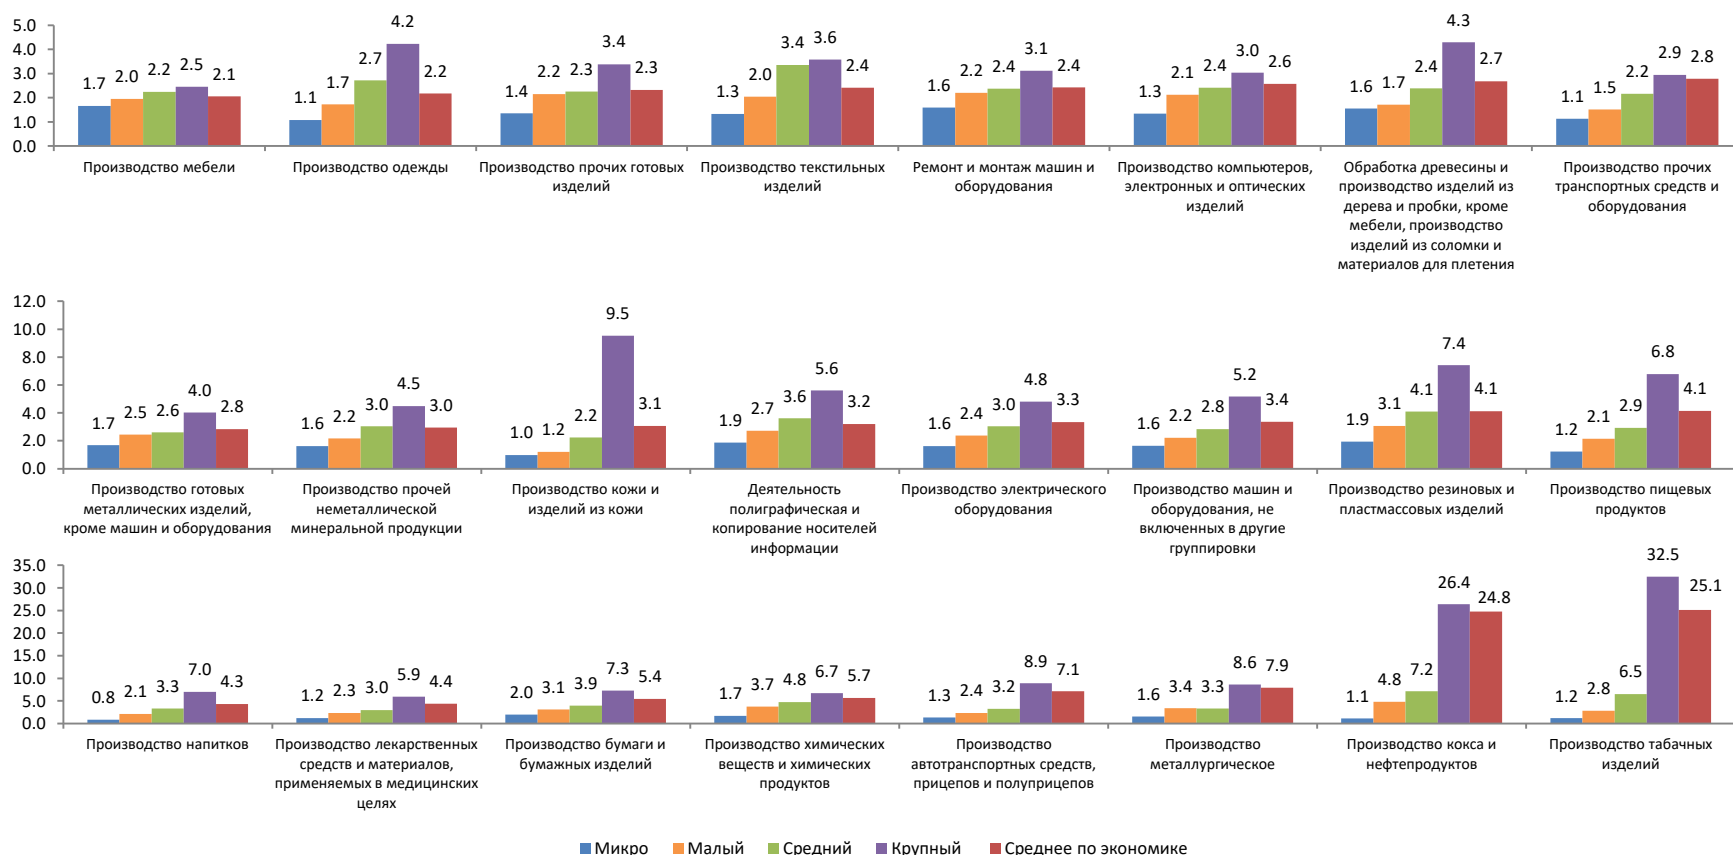 5.0
4.0
3.0
2.0
1.0
0.0
1.7 2.0 2.2 2.5 2.1
1.1 1.7 2.7 4.2 2.2
1.4 2.2 2.3 3.4 2.3
1.3 2.0 3.4 3.6 2.4
1.6 2.2 2.4 3.1 2.4
1.3 2.1 2.4 3.0 2.6
1.6 1.7 2.4 4.3 2.7
1.1 1.5 2.2 2.9 2.8
Производство мебели
Производство одежды
Производство прочих готовых
изделий
Производство текстильных
изделий
Ремонт и монтаж машин и
оборудования
Производство компьютеров,
электронных и оптических
изделий
Обработка древесины и
производство изделий из
дерева и пробки, кроме
мебели, производство
изделий из соломки и
материалов для плетения
Производство прочих
транспортных средств и
оборудования
12.0
10.0
8.0
6.0
4.0
2.0
0.0
1.7 2.5 2.6 4.0 2.8
1.6 2.2 3.0 4.5 3.0
1.0 1.2 2.2 9.5 3.1
1.9 2.7 3.6 5.6 3.2
1.6 2.4 3.0 4.8 3.3
1.6 2.2 2.8 5.2 3.4
1.9 3.1 4.1 7.4 4.1
1.2 2.1 2.9 6.8 4.1
Производство готовых
металлических изделий,
кроме машин и оборудования
Производство прочей
неметаллической
минеральной продукции
Производство кожи и
изделий из кожи
Деятельность
полиграфическая и
копирование носителей
информации
Производство электрического
оборудования
Производство машин и
оборудования, не
включенных в другие
группировки
Производство резиновых и
пластмассовых изделий
Производство пищевых
продуктов
35.0
30.0
25.0
20.0
15.0
10.0
5.0
0.0
0.8 2.1 3.3 7.0 4.3
1.2 2.3 3.0 5.9 4.4
2.0 3.1 3.9 7.3 5.4
1.7 3.7 4.8 6.7 5.7
1.3 2.4 3.2 8.9 7.1
1.6 3.4 3.3 8.6 7.9
1.1 4.8 7.2 26.4 24.8
1.2 2.8 6.5 32.5 25.1
Производство напитков
Производство лекарственных
средств и материалов,
применяемых в медицинских
целях
Производство бумаги и
бумажных изделий
Производство химических
веществ и химических
продуктов
Производство
автотранспортных средств,
прицепов и полуприцепов
Производство
металлургическое
Производство кокса и
нефтепродуктов
Производство табачных
изделий
Микро Малый Средний Крупный Среднее по экономике